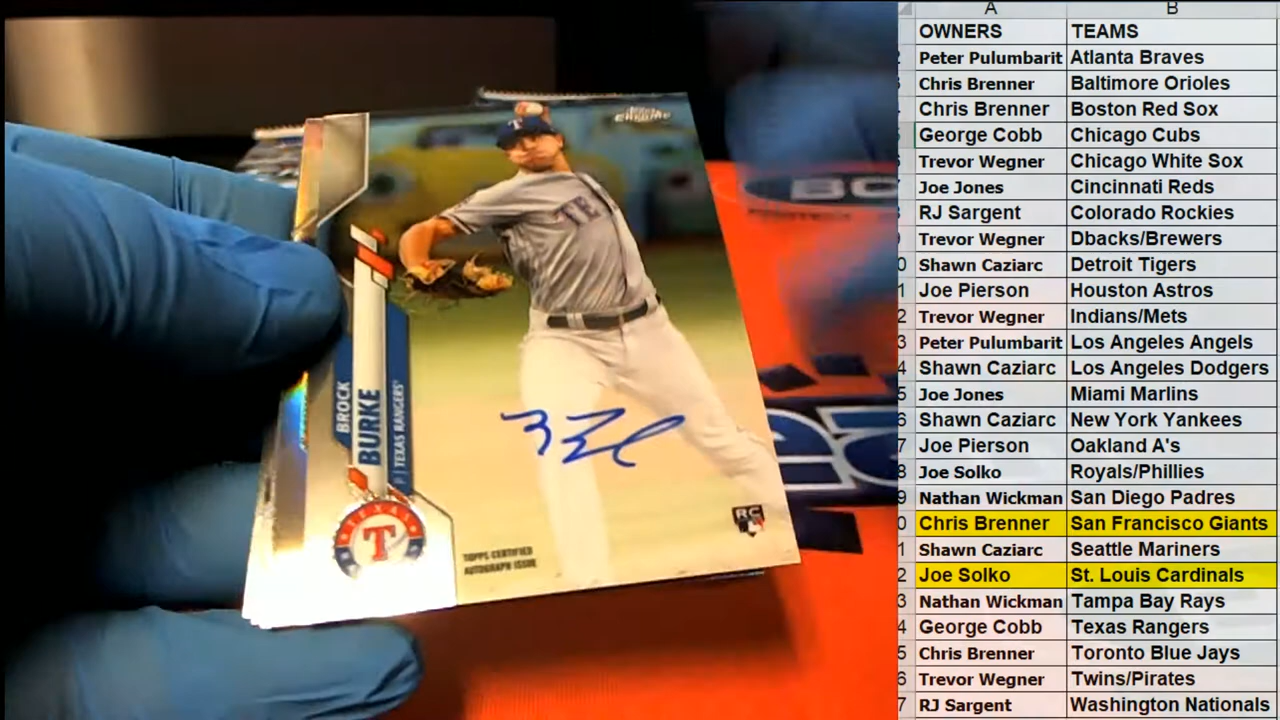 Topps
Chrome
T
TE
BROCK
BURKE
P | TEXAS RANGERS®
TEXAS
T
TOPPS CERTIFIED
AUTOGRAPH ISSUE
RC
A B
OWNERS TEAMS
Peter Pulumbarit Atlanta Braves
Chris Brenner Baltimore Orioles
Chris Brenner Boston Red Sox
George Cobb Chicago Cubs
Trevor Wegner Chicago White Sox
Joe Jones Cincinnati Reds
RJ Sargent Colorado Rockies
Trevor Wegner Dbacks/Brewers
Shawn Caziarc Detroit Tigers
Joe Pierson Houston Astros
Trevor Wegner Indians/Mets
Peter Pulumbarit Los Angeles Angels
Shawn Caziarc Los Angeles Dodgers
Joe Jones Miami Marlins
Shawn Caziarc New York Yankees
Joe Pierson Oakland A's
Joe Solko Royals/Phillies
Nathan Wickman San Diego Padres
Chris Brenner San Francisco Giants
Shawn Caziarc Seattle Mariners
Joe Solko St. Louis Cardinals
Nathan Wickman Tampa Bay Rays
George Cobb Texas Rangers
Chris Brenner Toronto Blue Jays
Trevor Wegner Twins/Pirates
RJ Sargent Washington Nationals